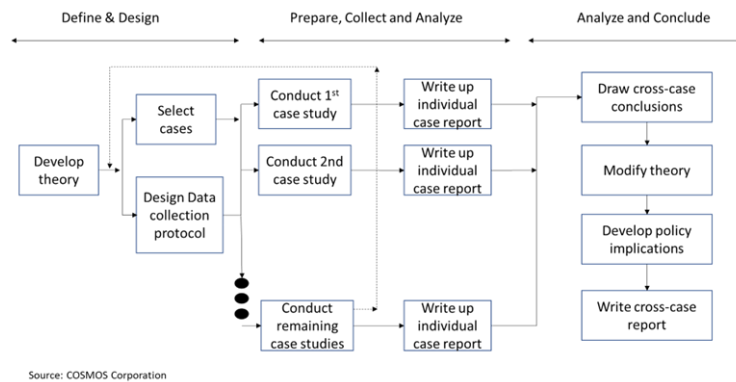 Define & Design
Prepare, Collect and Analyze
Analyze and Conclude
Develop
theory
Select
cases
Design Data
collection
protocol
Conduct 1st
case study
Write up
individual
case report
Conduct 2nd
case study
Write up
individual
case report
Conduct
remaining
case studies
Write up
individual
case report
Draw cross-case
conclusions
Modify theory
Develop policy
implications
Write cross-case
report
Source: COSMOS Corporation